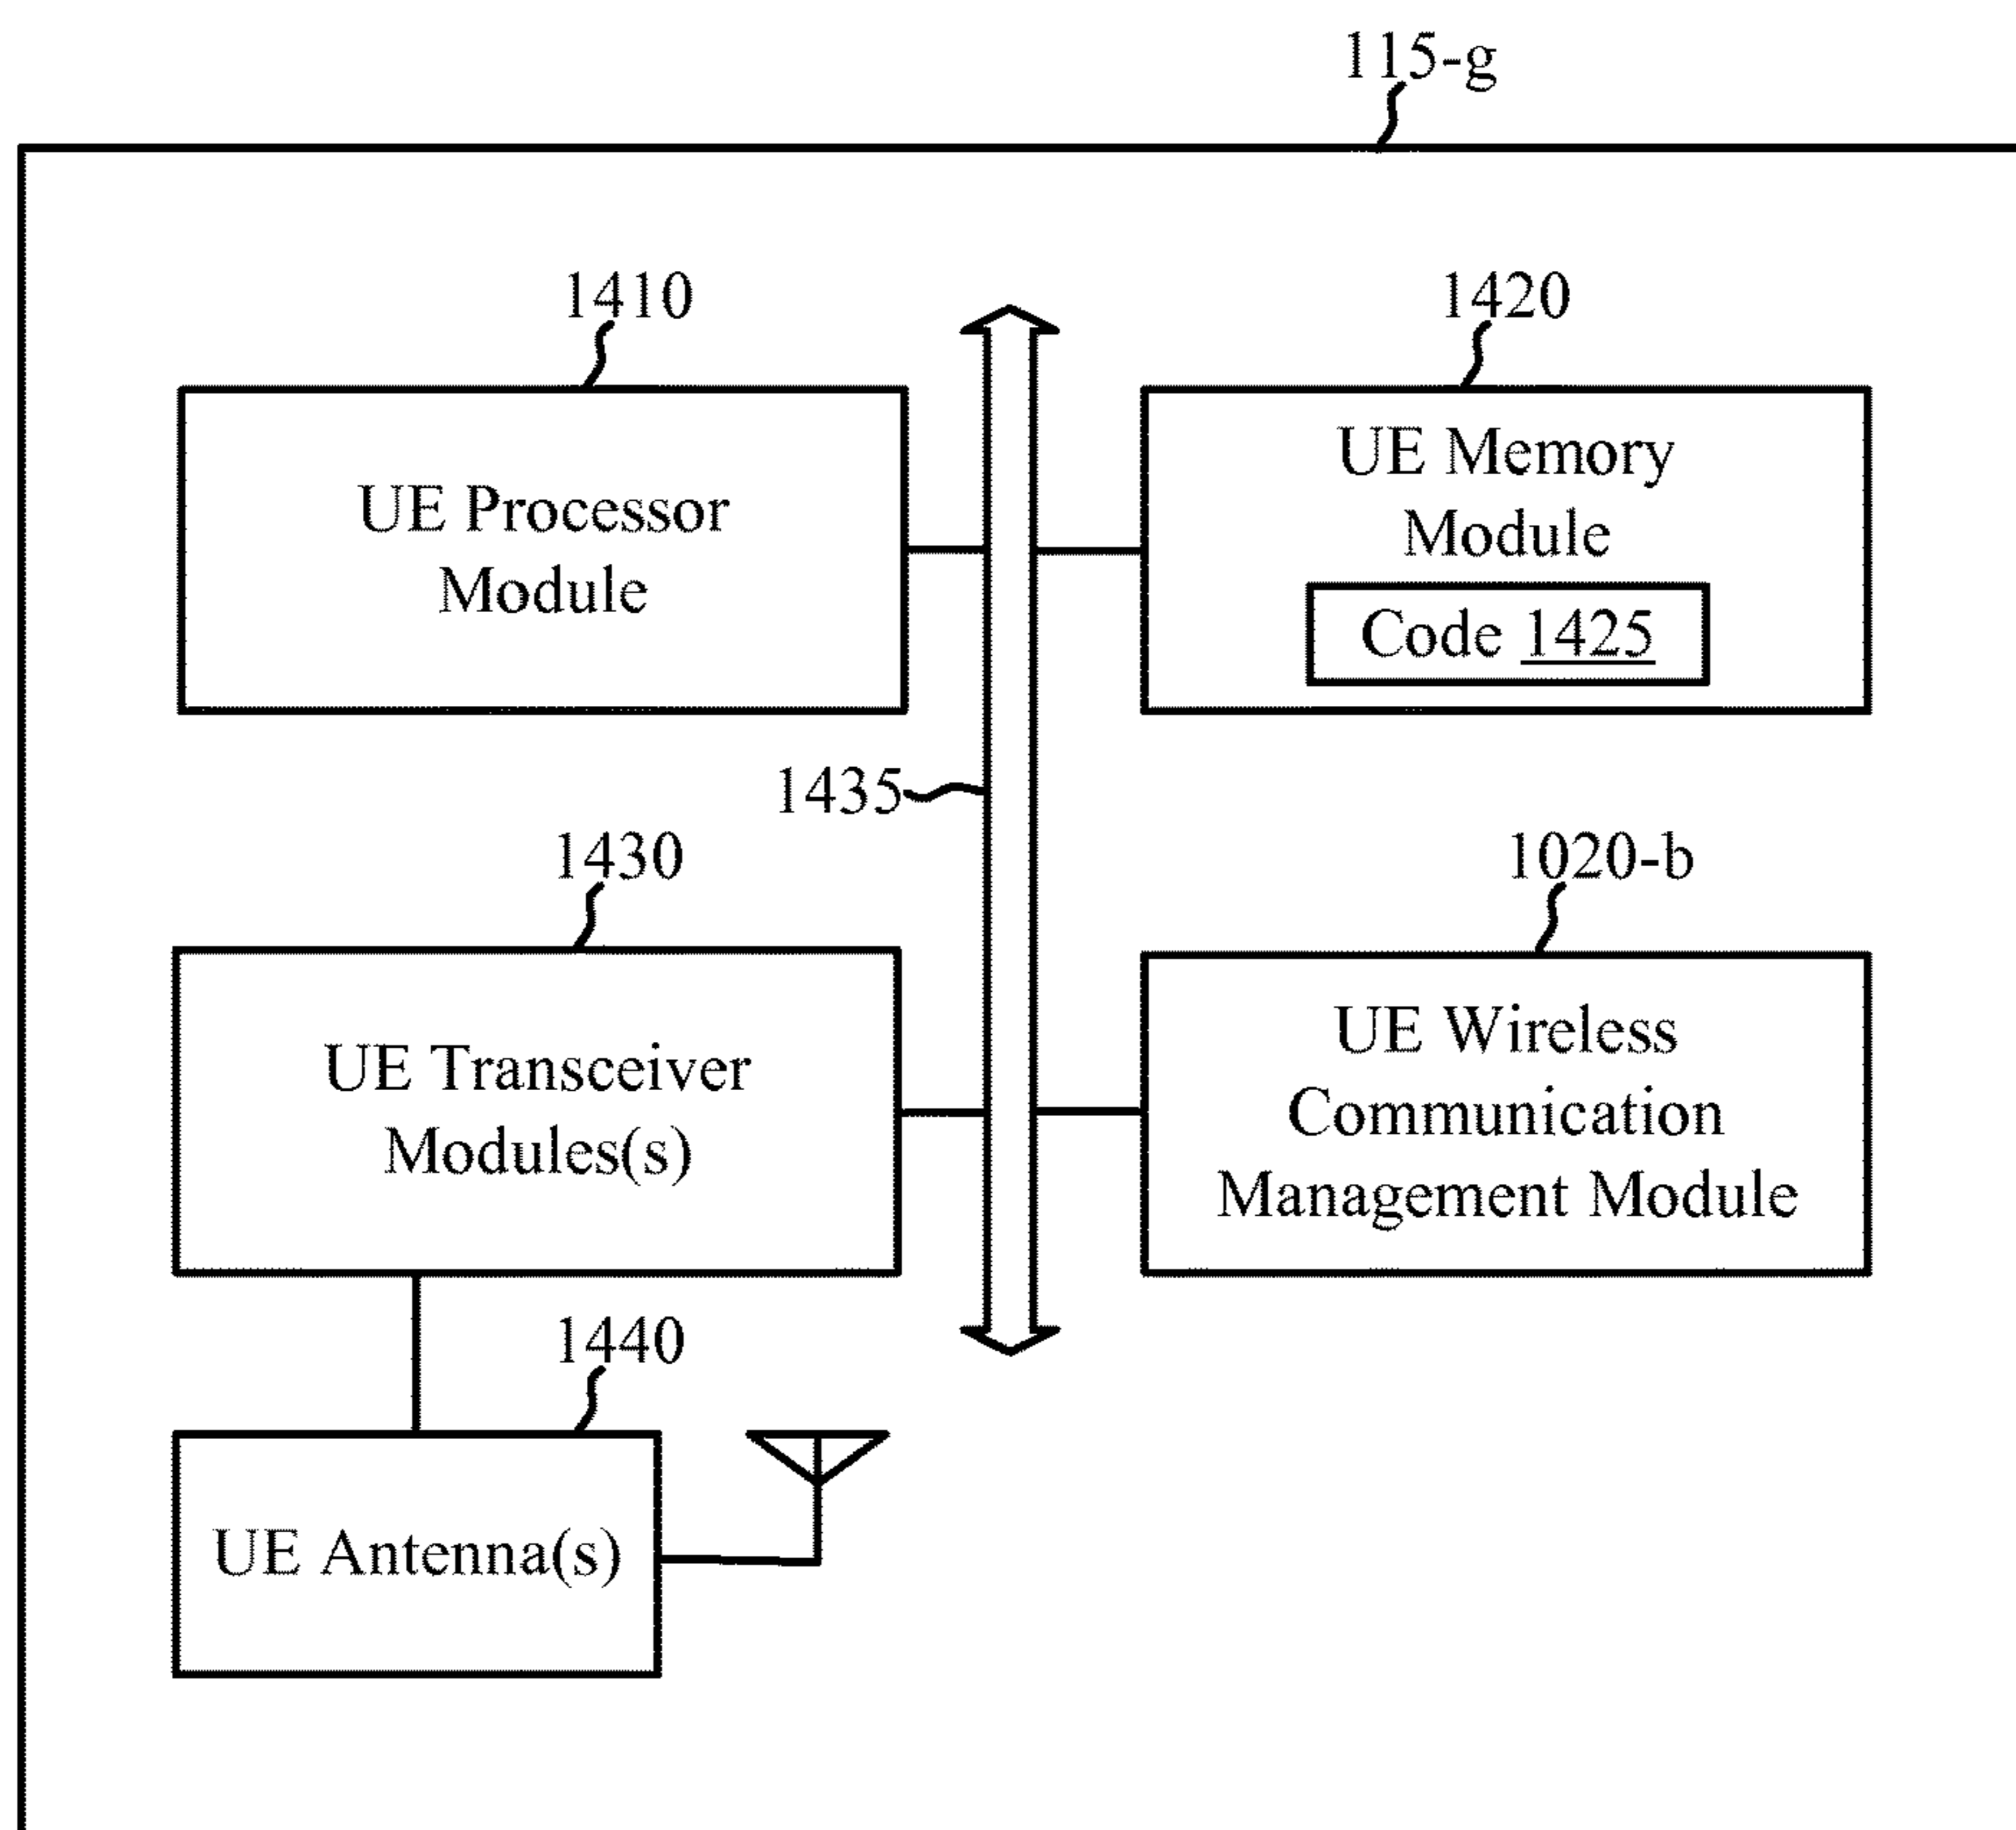 115-g
1410
1420
UE Processor
Module
UE Memory
Module
Code 1425
1435
1430
1020-b
UE Transceiver
Modules(s)
UE Wireless
Communication
Management Module
1440
UE Antenna(s)